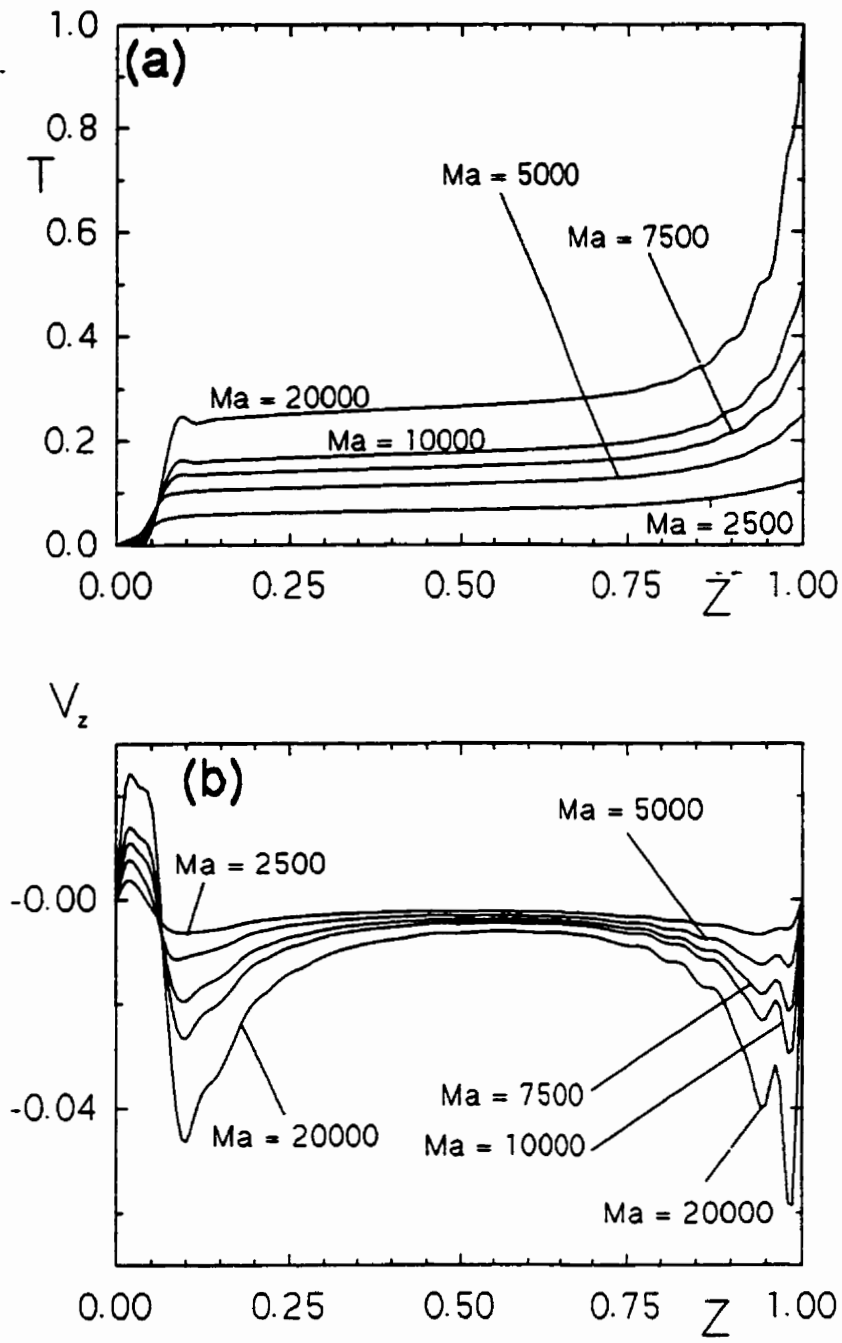 (a)
1.0
0.8
T
Ma = 5000
0.6
Ma = 7500
0.4
Ma = 20000
Ma = 10000
0.2
Ma = 2500
0.0
0.00 0.25 0.50 0.75 Z 1.00
Vz
(b)
Ma = 5000
Ma = 2500
-0.00
Ma = 7500
-0.04
Ma = 20000
Ma = 10000
Ma = 20000
0.00 0.25 0.50 0.75 Z 1.00